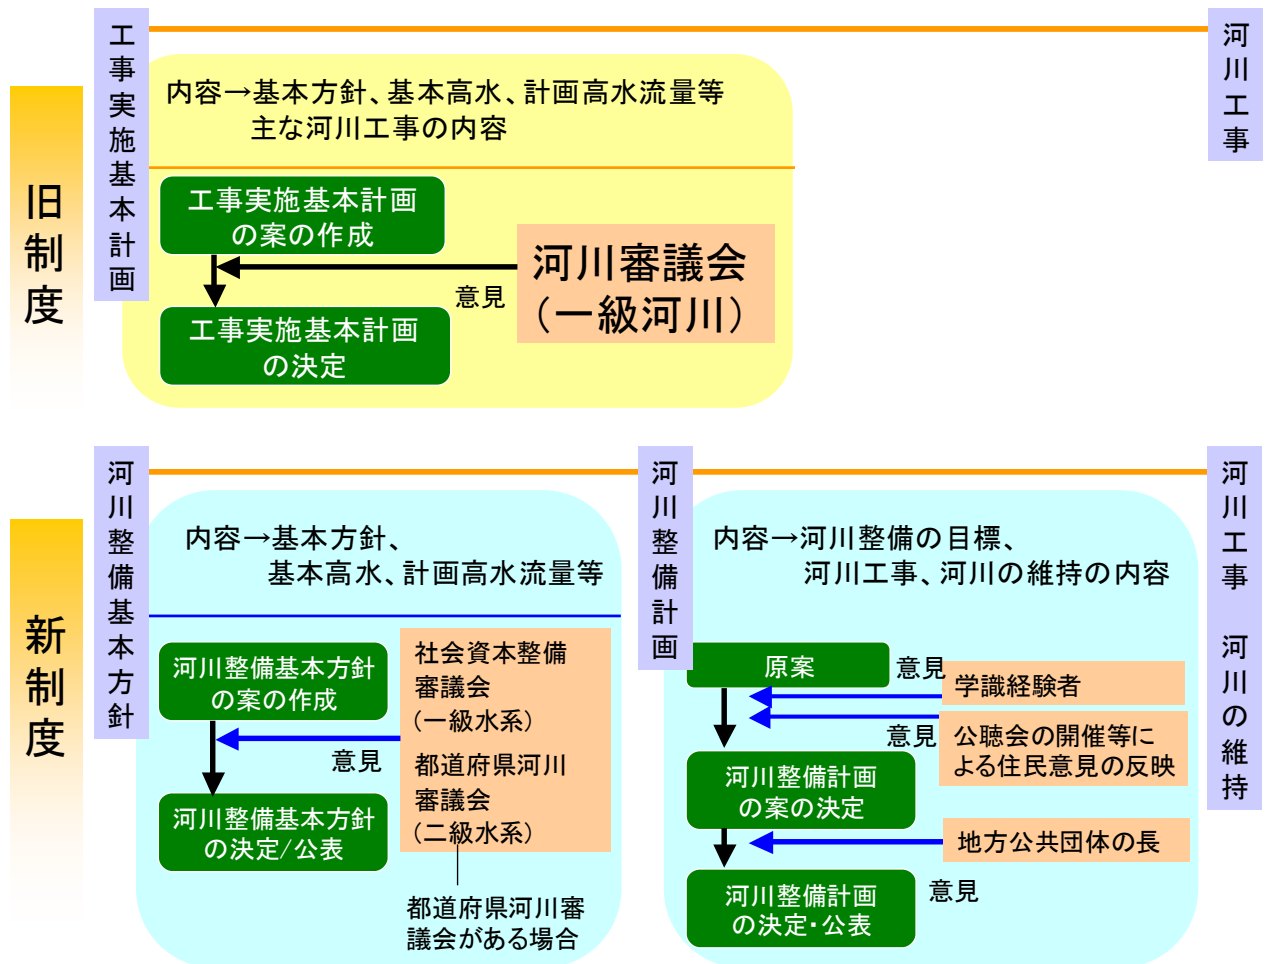 旧制度
工事実施基本計画
内容→基本方針、基本高水、計画高水流量等
主な河川工事の内容
工事実施基本計画
の案の作成
意見
河川審議会
（一級河川）
工事実施基本計画
の決定
河川工事
新制度
河川整備基本方針
内容→基本方針、
基本高水、計画高水流量等
河川整備基本方針
の案の作成
意見
社会資本整備
審議会
（一級水系）
都道府県河川
審議会
（二級水系）
河川整備基本方針
の決定/公表
都道府県河川審
議会がある場合
河川整備計画
内容→河川整備の目標、
河川工事、河川の維持の内容
原案
意見
学識経験者
意見
公聴会の開催等に
よる住民意見の反映
河川整備計画
の案の決定
地方公共団体の長
意見
河川整備計画
の決定・公表
河川工事
河川の維持